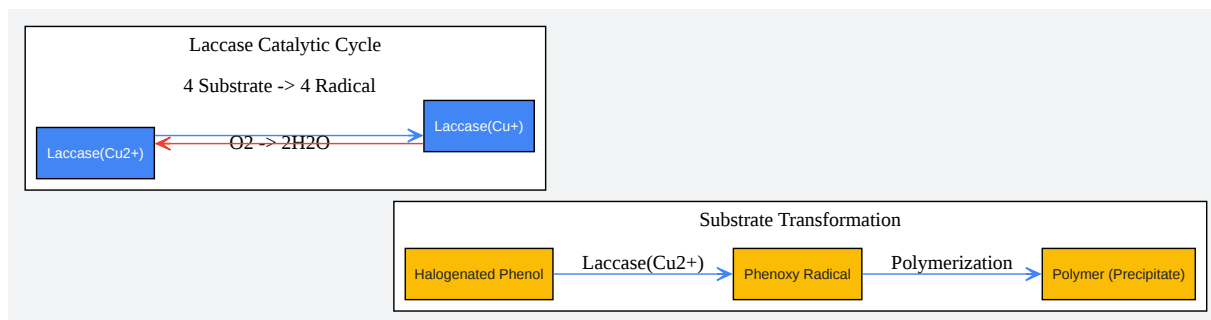 Laccase Catalytic Cycle
4 Substrate -> 4 Radical
Laccase(Cu+)
O2 -> 2H2O
Laccase(Cu2+)
Substrate Transformation
Halogenated Phenol
Laccase(Cu2+)
Phenoxy Radical
Polymerization
Polymer (Precipitate)